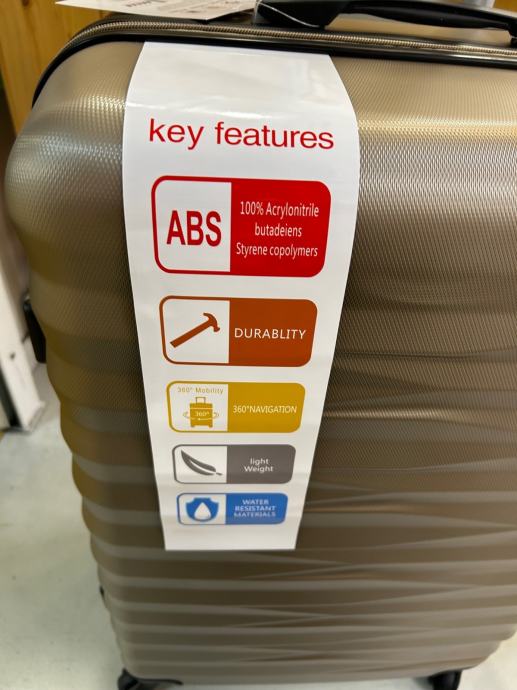 key features
ABS
100% Acrylonitrile
butadeiens
Styrene copolymers
DURABLITY
360° Mobility
360°
360°NAVIGATION
light
Weight
WATER
RESISTANT
MATERIALS